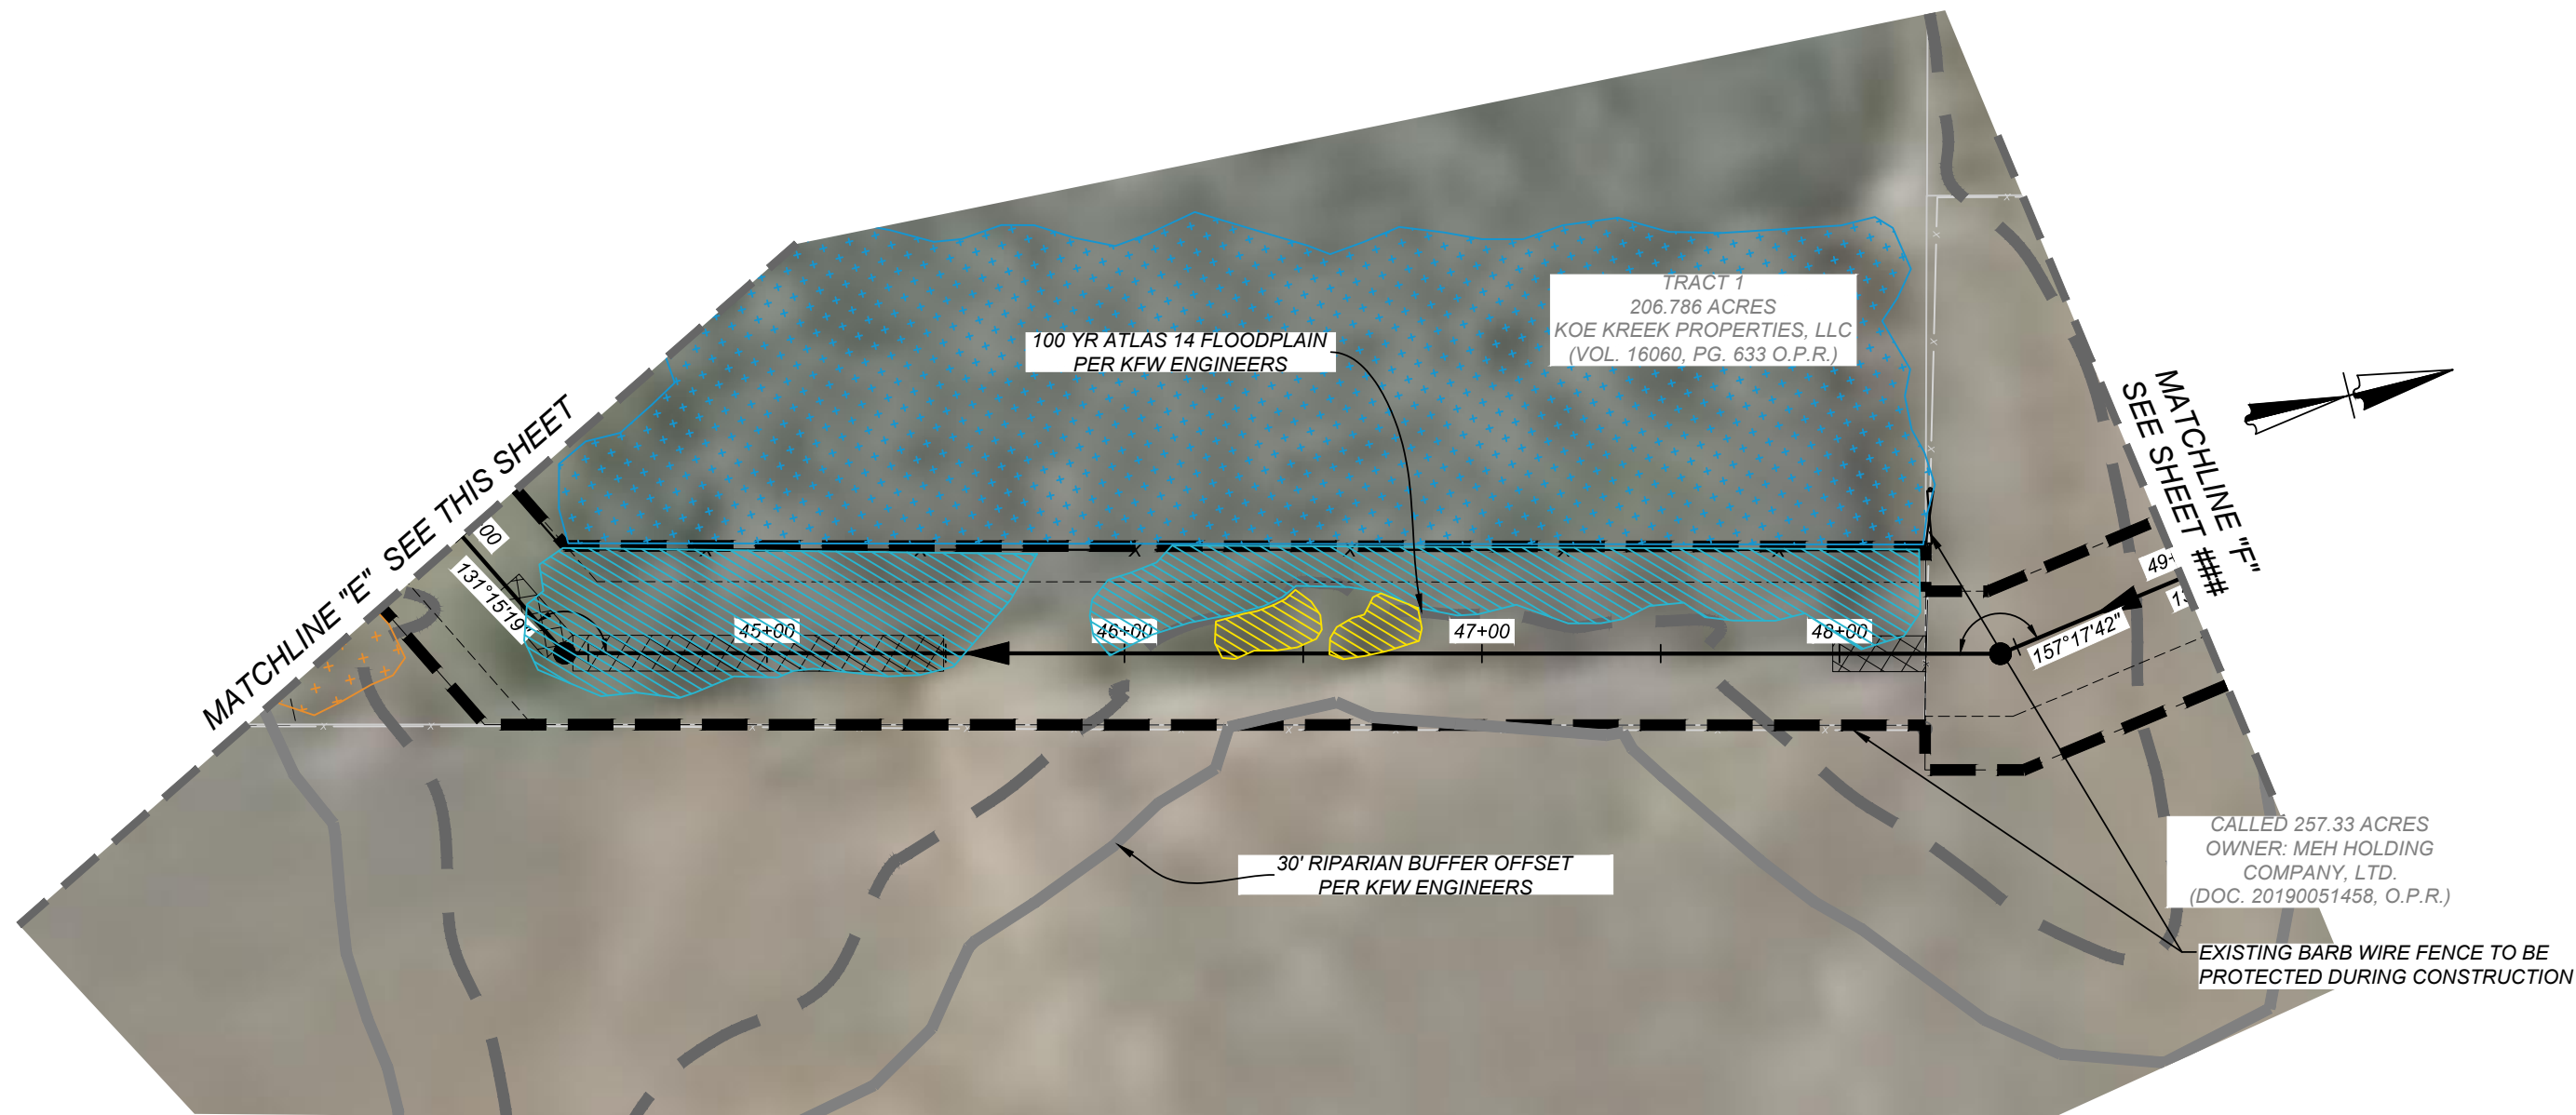 TRACT 1
206.786 ACRES
KOE KREEK PROPERTIES, LLC
(VOL. 16060, PG. 633 O.P.R.)
100 YR ATLAS 14 FLOODPLAIN
PER KFW ENGINEERS
MATCHLINE "E" SEE THIS SHEET
MATCHLINE "F"
SEE SHEET ###
00
131°15'19"
45+00
46+00
47+00
48+00
49+
157°17'42"
CALLED 257.33 ACRES
OWNER: MEH HOLDING
COMPANY, LTD.
(DOC. 20190051458, O.P.R.)
30' RIPARIAN BUFFER OFFSET
PER KFW ENGINEERS
EXISTING BARB WIRE FENCE TO BE
PROTECTED DURING CONSTRUCTION